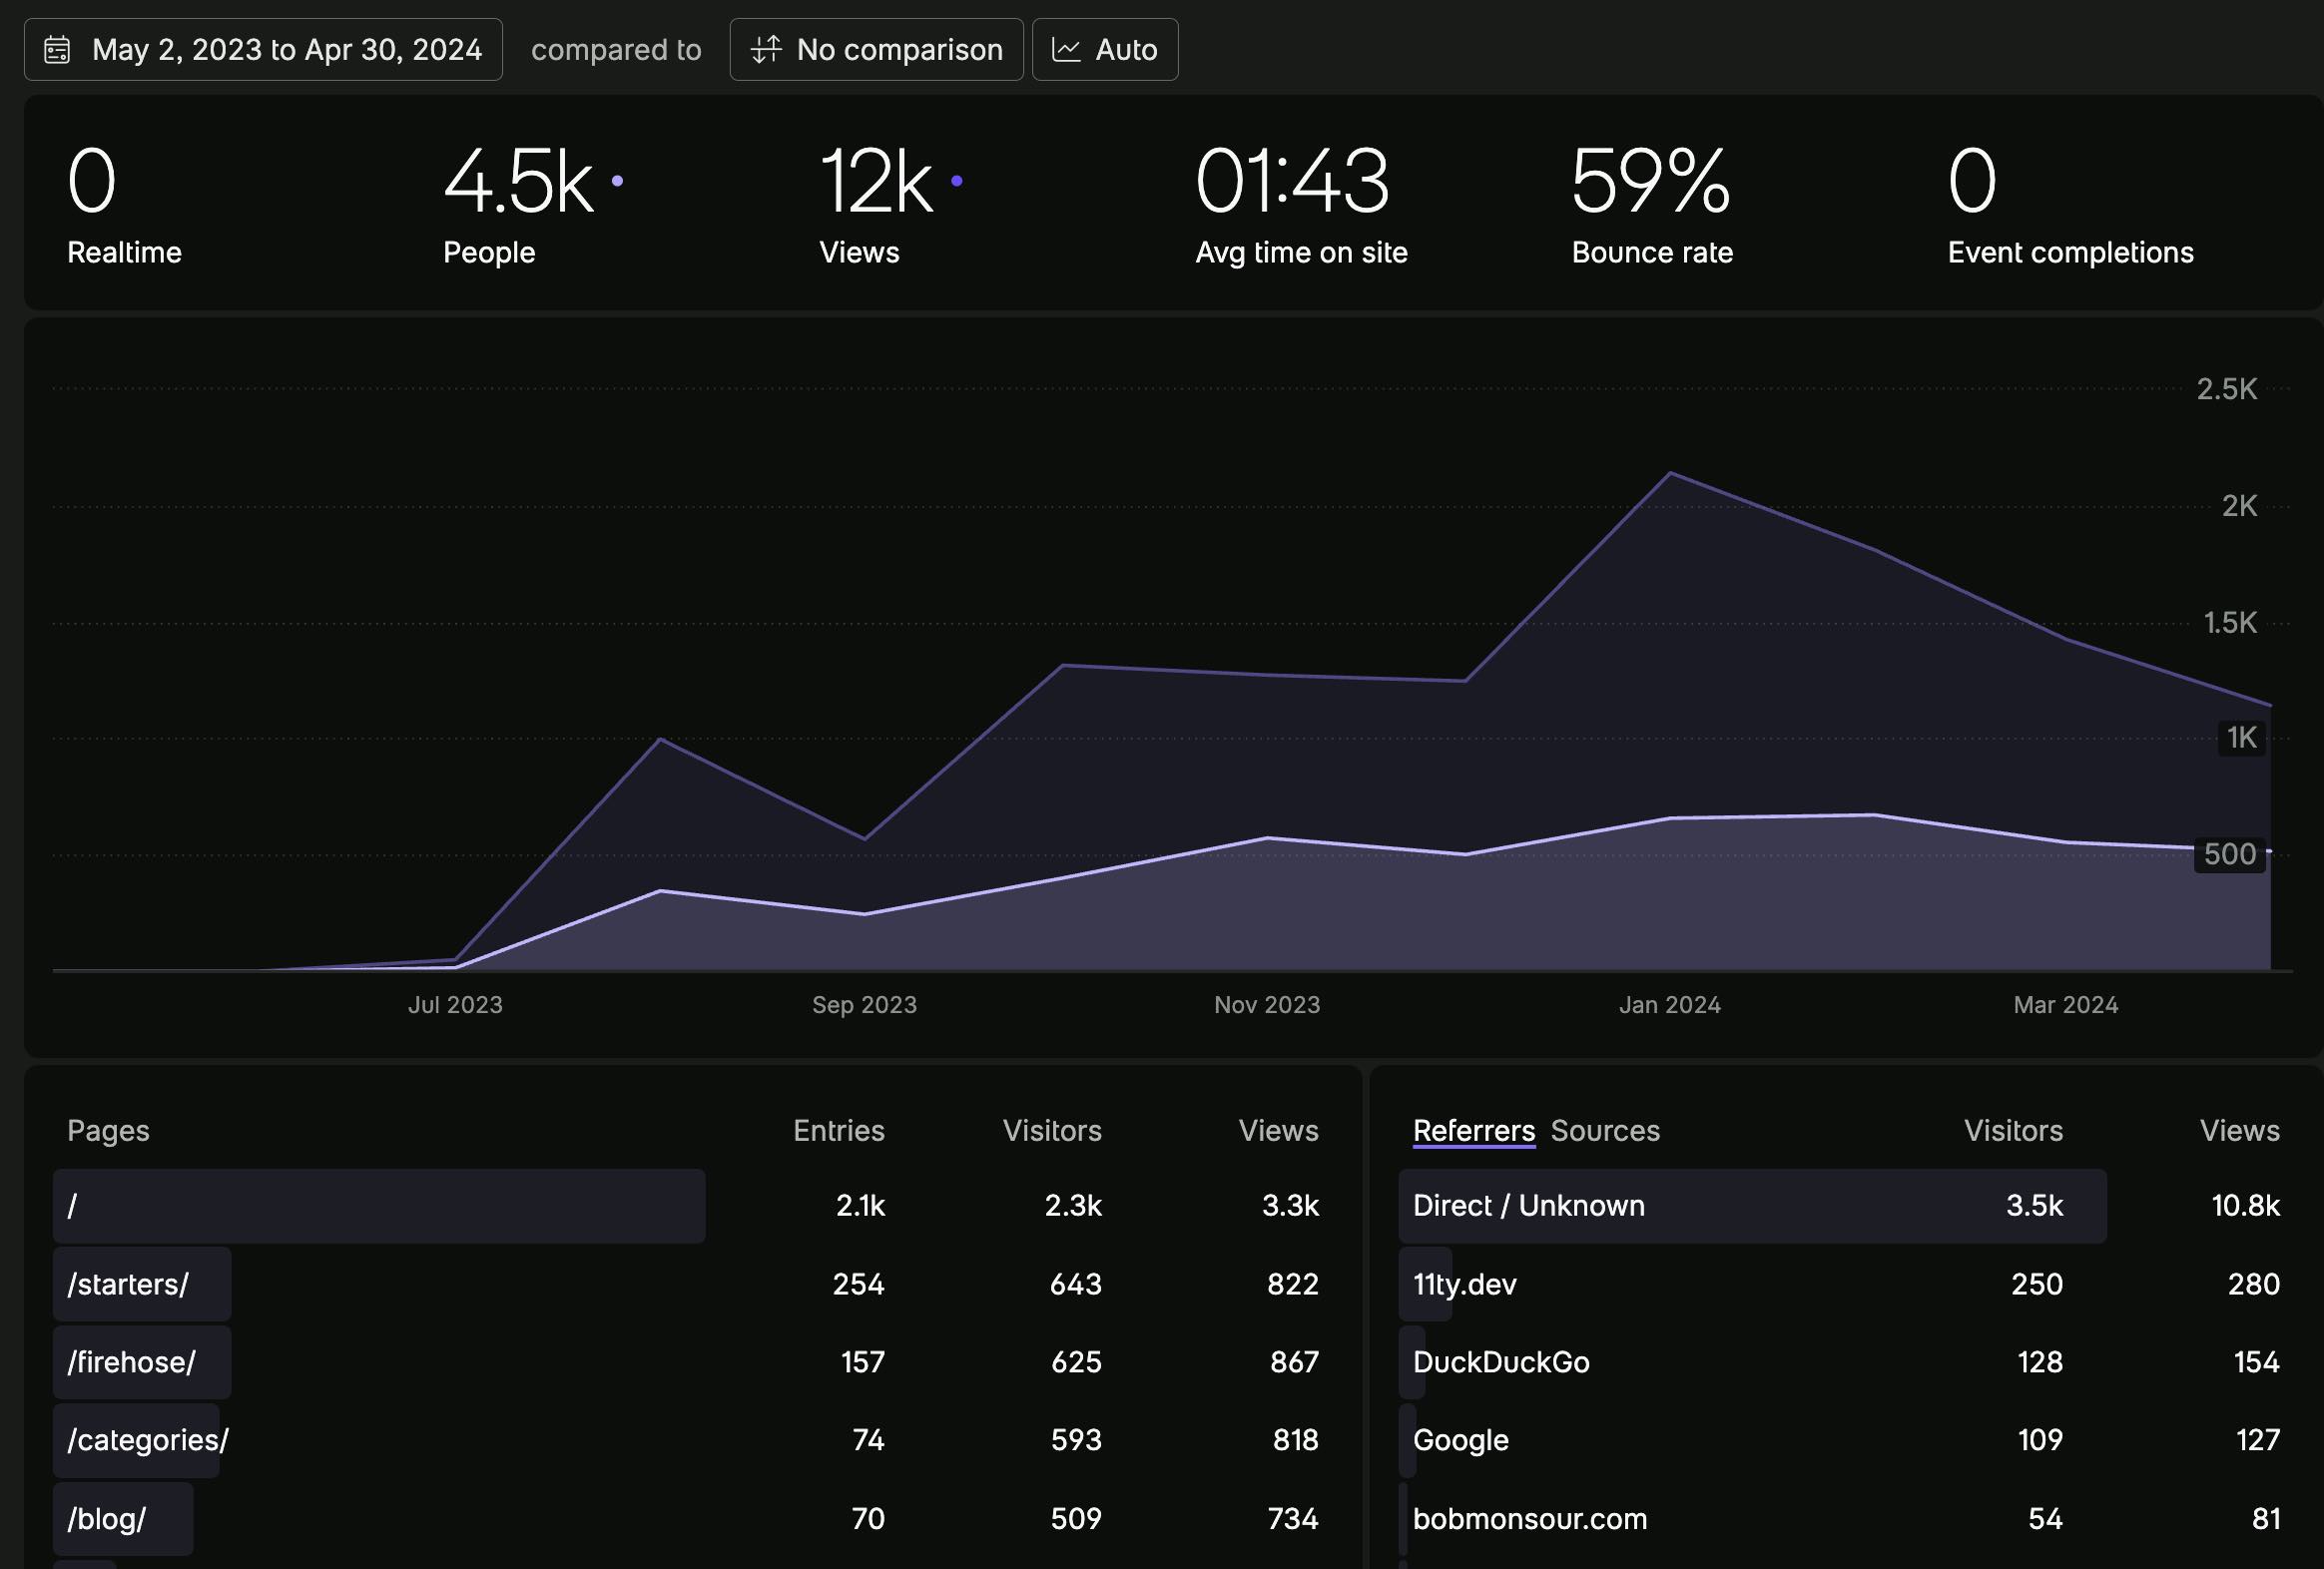 May 2, 2023 to Apr 30, 2024 compared to No comparison Auto
0 4.5k 12k 01:43 59% 0
Realtime People Views Avg time on site Bounce rate Event completions
2.5K
2K
1.5K
1K
500
Jul 2023 Sep 2023 Nov 2023 Jan 2024 Mar 2024
Pages Entries Visitors Views
/ 2.1k 2.3k 3.3k
/starters/ 254 643 822
/firehose/ 157 625 867
/categories/ 74 593 818
/blog/ 70 509 734
Referrers Sources Visitors Views
Direct / Unknown 3.5k 10.8k
11ty.dev 250 280
DuckDuckGo 128 154
Google 109 127
bobmonsour.com 54 81